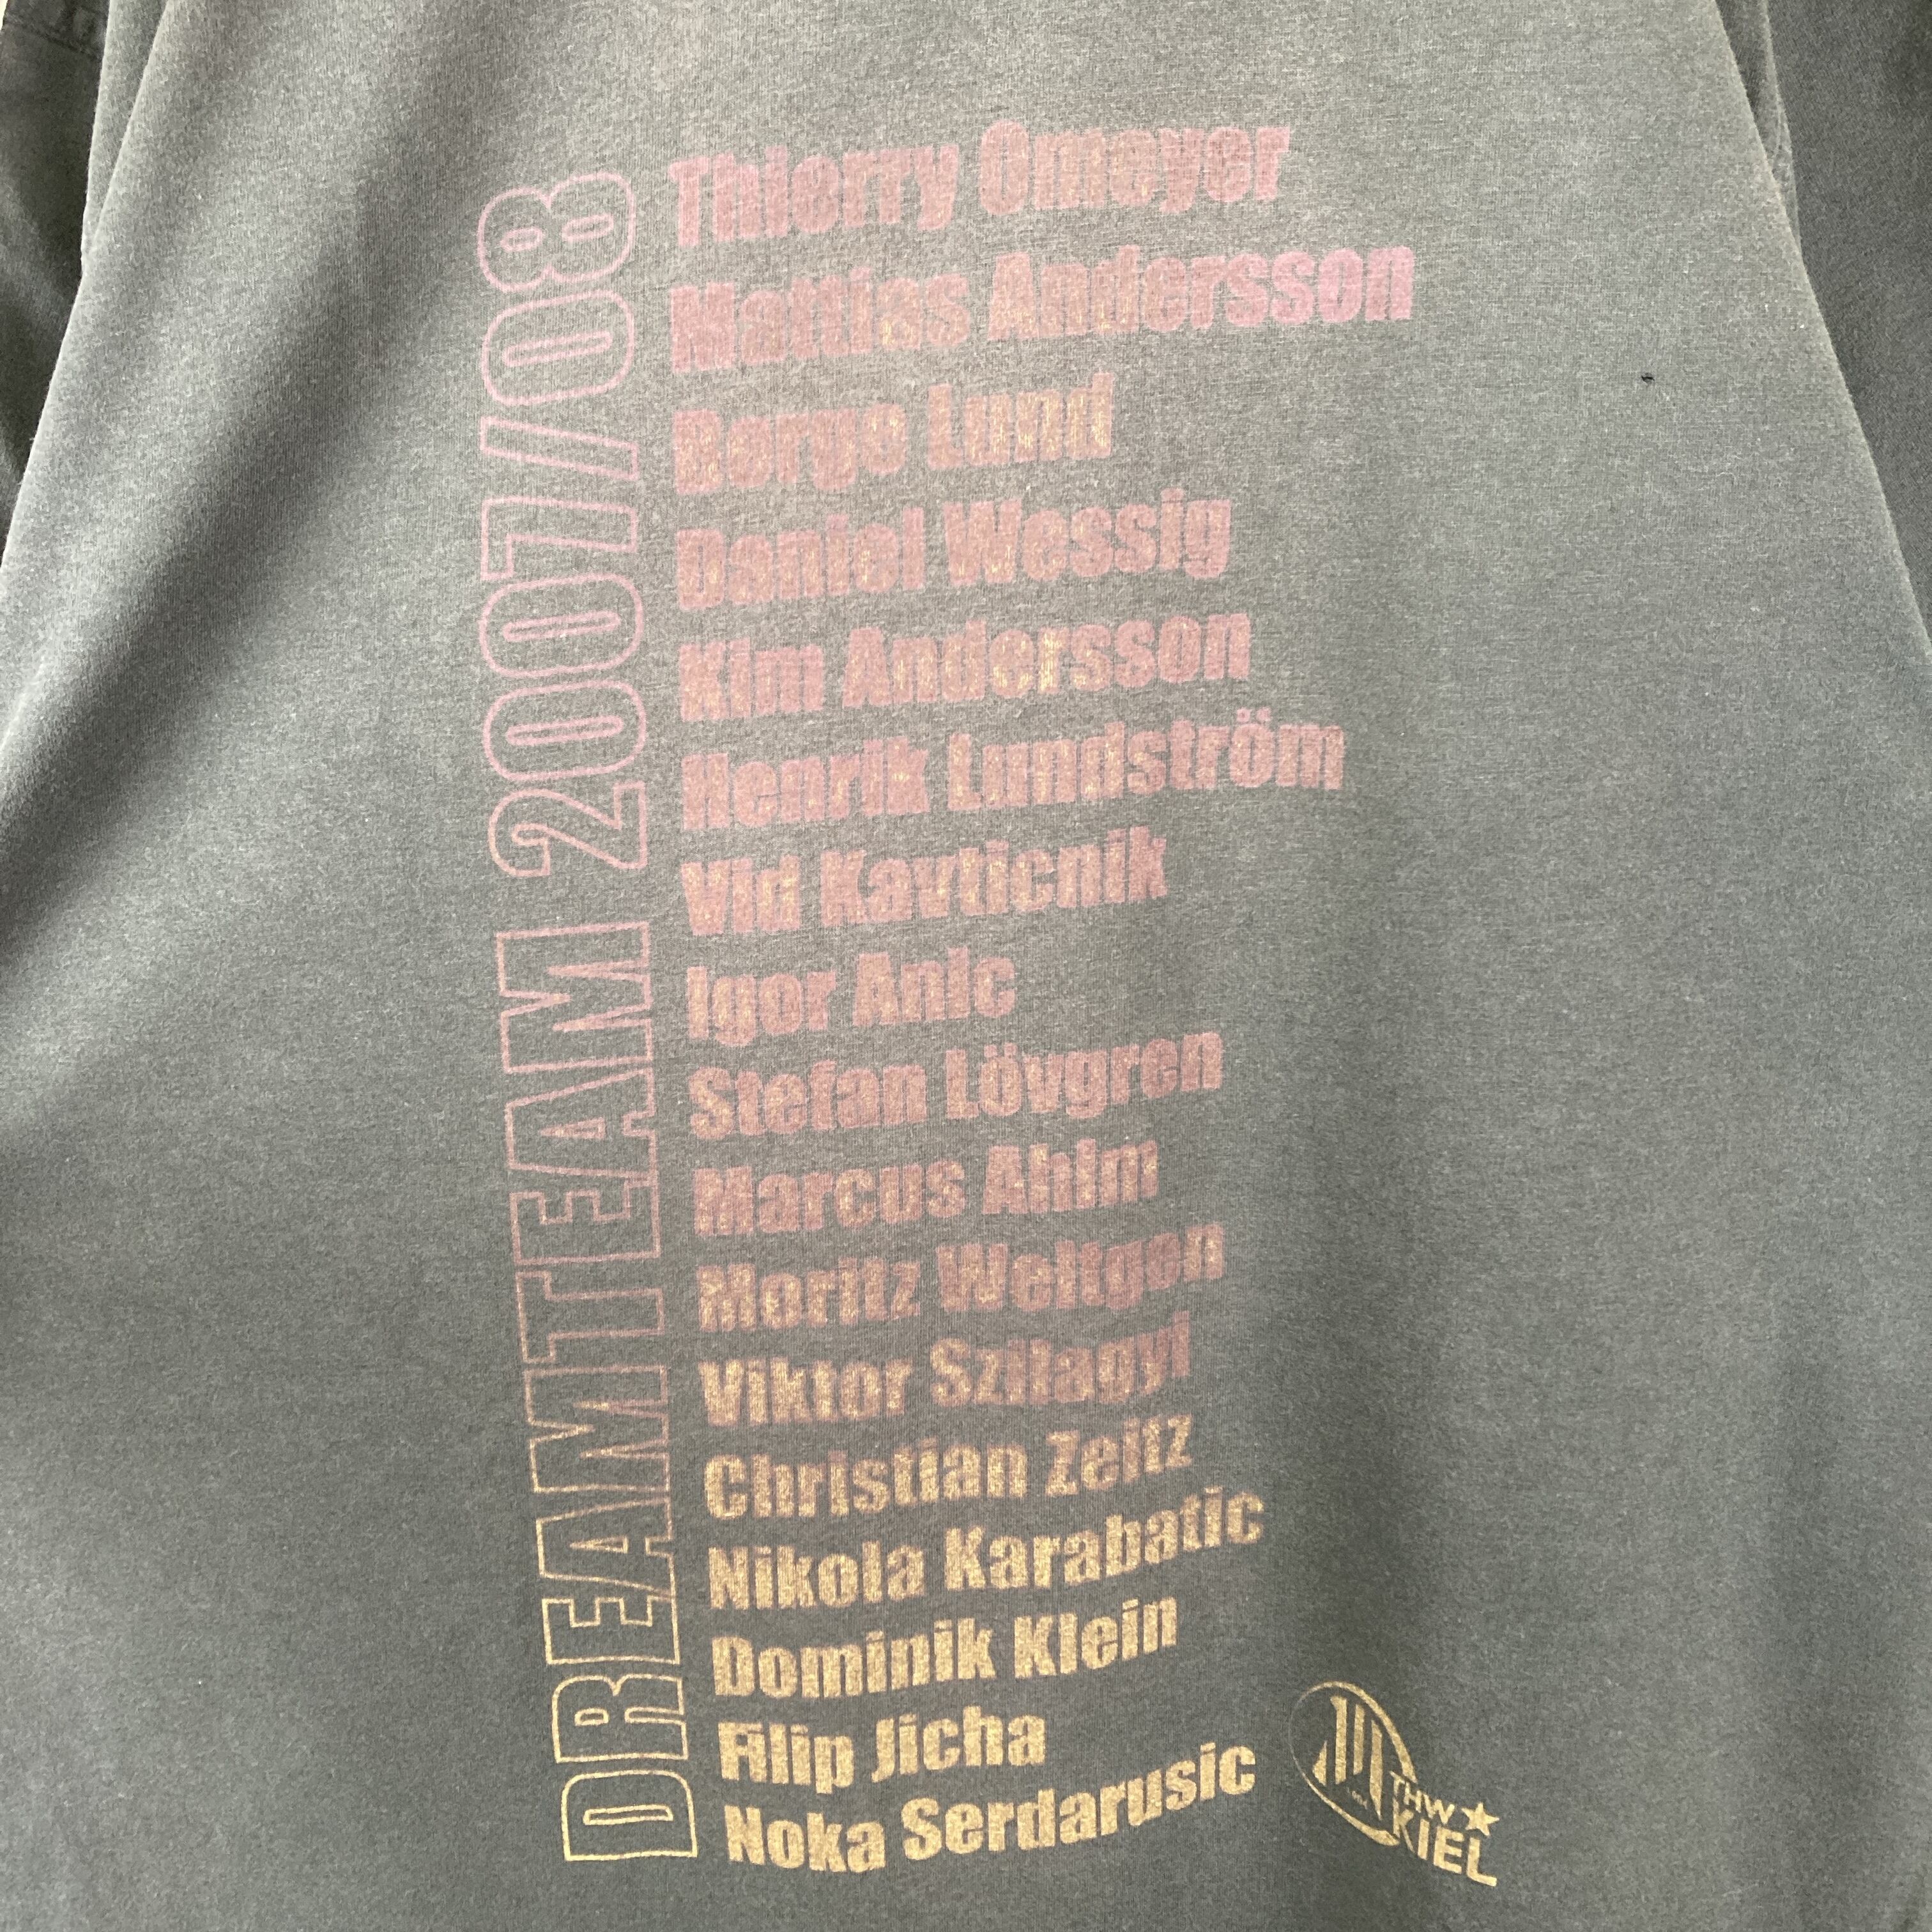 DREAMTEAM 2007/08
Thierry Omeyer
Mattias Andersson
Borge Lund
Daniel Wessig
Kim Andersson
Henrik Lundström
Vid Kavticnik
Igor Anic
Stefan Lövgren
Marcus Ahlm
Moritz Weltgen
Viktor Szilagyi
Christian Zeitz
Nikola Karabatic
Dominik Klein
Filip Jicha
Noka Serdarusic
THW
KIEL